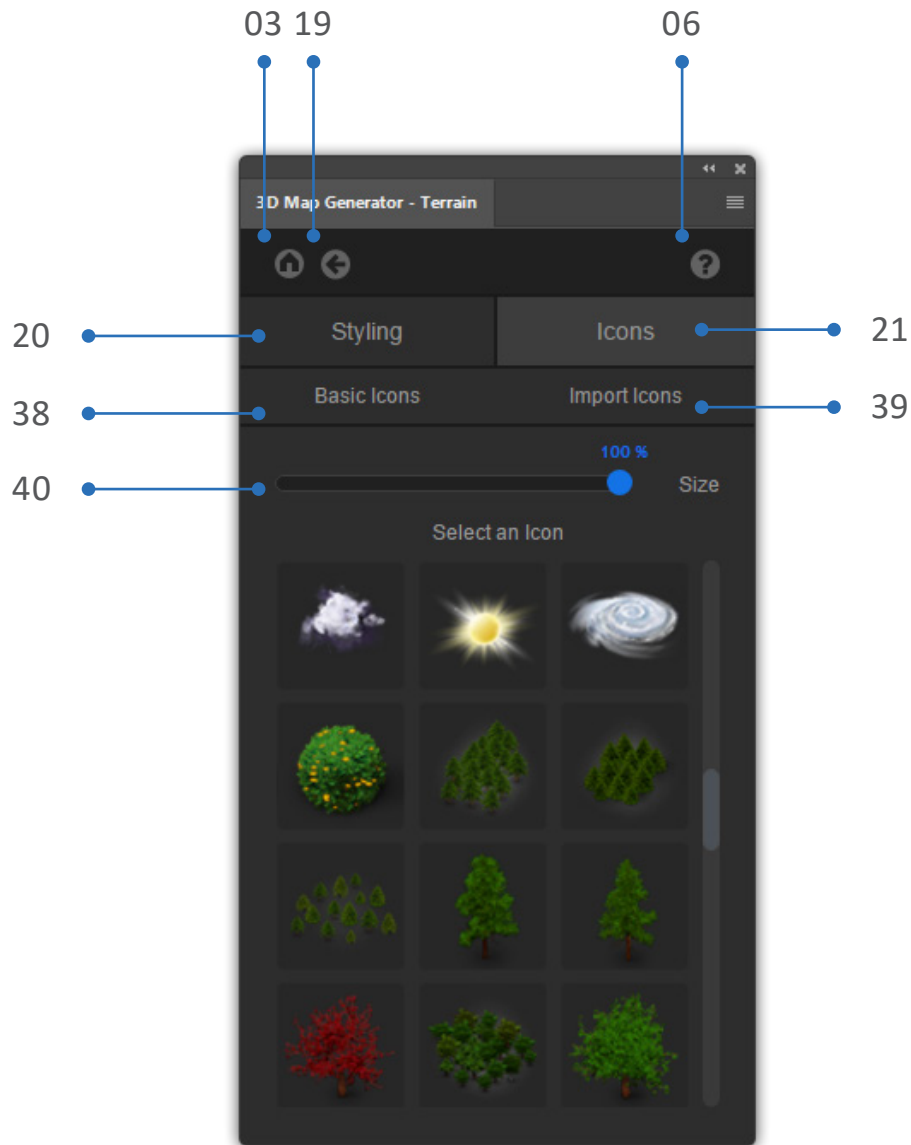 03 19 06
3D Map Generator - Terrain
20 Styling Icons 21
38 Basic Icons Import Icons 39
100 %
40 Size
Select an Icon